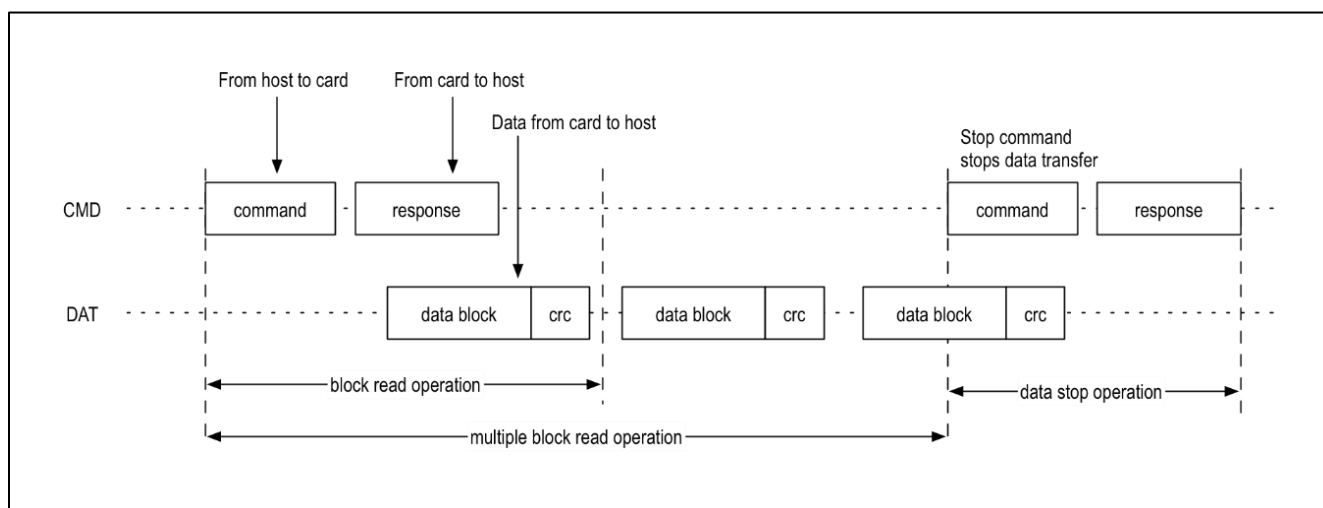 From host to card
From card to host
Data from card to host
Stop command
stops data transfer
CMD
command
response
command
response
DAT
data block
crc
data block
crc
data block
crc
block read operation
data stop operation
multiple block read operation